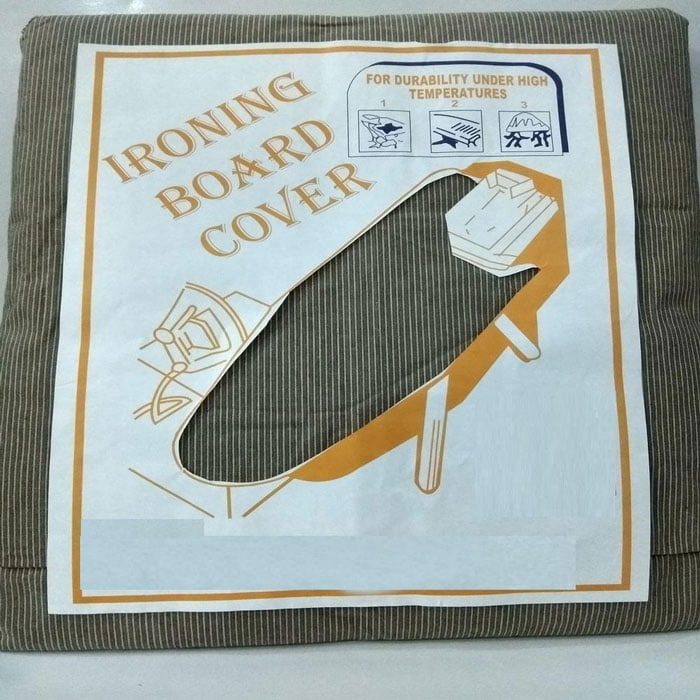 IRONING
BOARD
COVER
FOR DURABILITY UNDER HIGH
TEMPERATURES
1 2 3